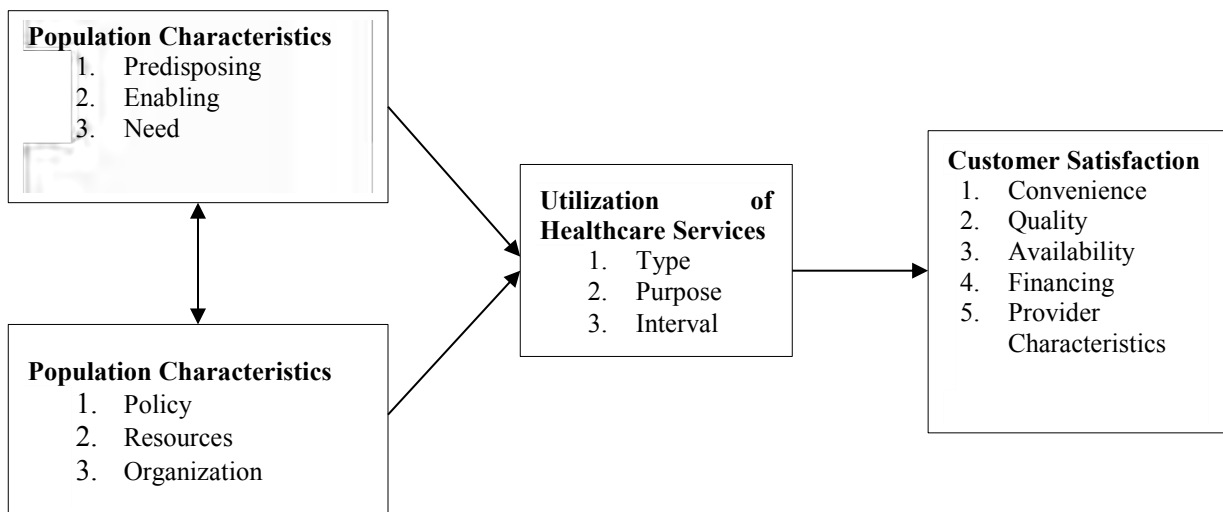 Population Characteristics
1. Predisposing
2. Enabling
3. Need
Population Characteristics
1. Policy
2. Resources
3. Organization
Utilization of
Healthcare Services
1. Type
2. Purpose
3. Interval
Customer Satisfaction
1. Convenience
2. Quality
3. Availability
4. Financing
5. Provider
Characteristics